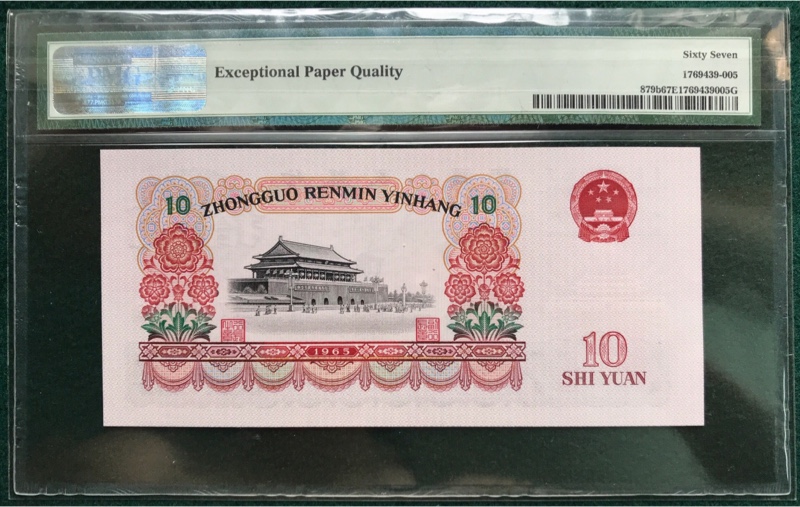 Exceptional Paper Quality
Sixty Seven
1769439-005
879b67E1769439005G
10
ZHONGGUO RENMIN YINHANG
10
1965
10
SHI YUAN